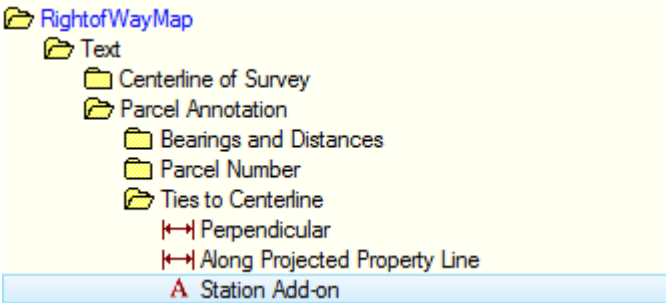 RightofWayMap
Text
Centerline of Survey
Parcel Annotation
Bearings and Distances
Parcel Number
Ties to Centerline
Perpendicular
Along Projected Property Line
A Station Add-on